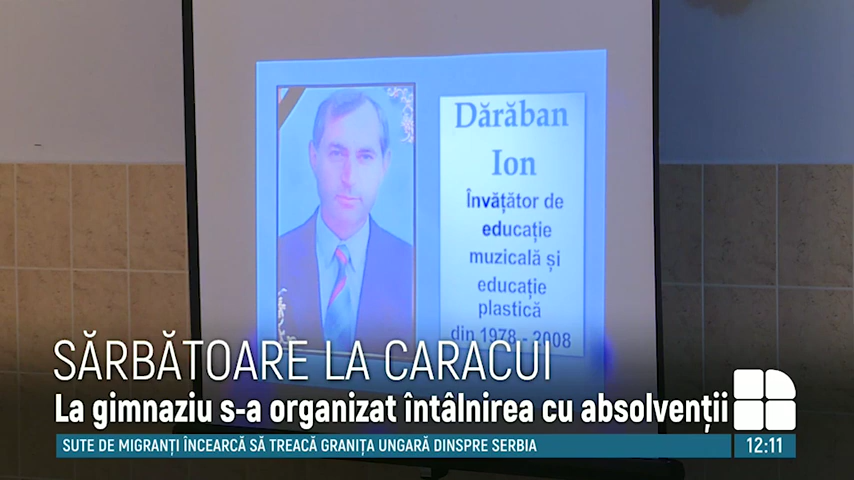 Dărăban
Ion
Învățător de
educație
muzicală și
educație
plastică
din 1978 - 2008
SĂRBĂTOARE LA CARACUI
La gimnaziu s-a organizat întâlnirea cu absolvenții
SUTE DE MIGRANȚI ÎNCEARCĂ SĂ TREACĂ GRANIȚA UNGARĂ DINSPRE SERBIA
12:11